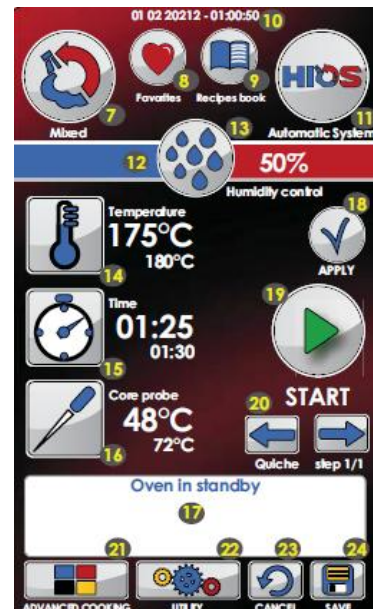 01 02 20212 - 01:00:50 10
HIOS
7 8 9 11
Mixed Favorites Recipes book Automatic System
12 13 50%
Humidity control
Temperature
175°C
180°C
14
18
APPLY
Time
01:25
01:30
15
19
START
Core probe
48°C
72°C
16
20
Quiche step 1/1
Oven in standby
17
21 22 23 24
ADVANCED COOKING UTILITY CANCEL SAVE